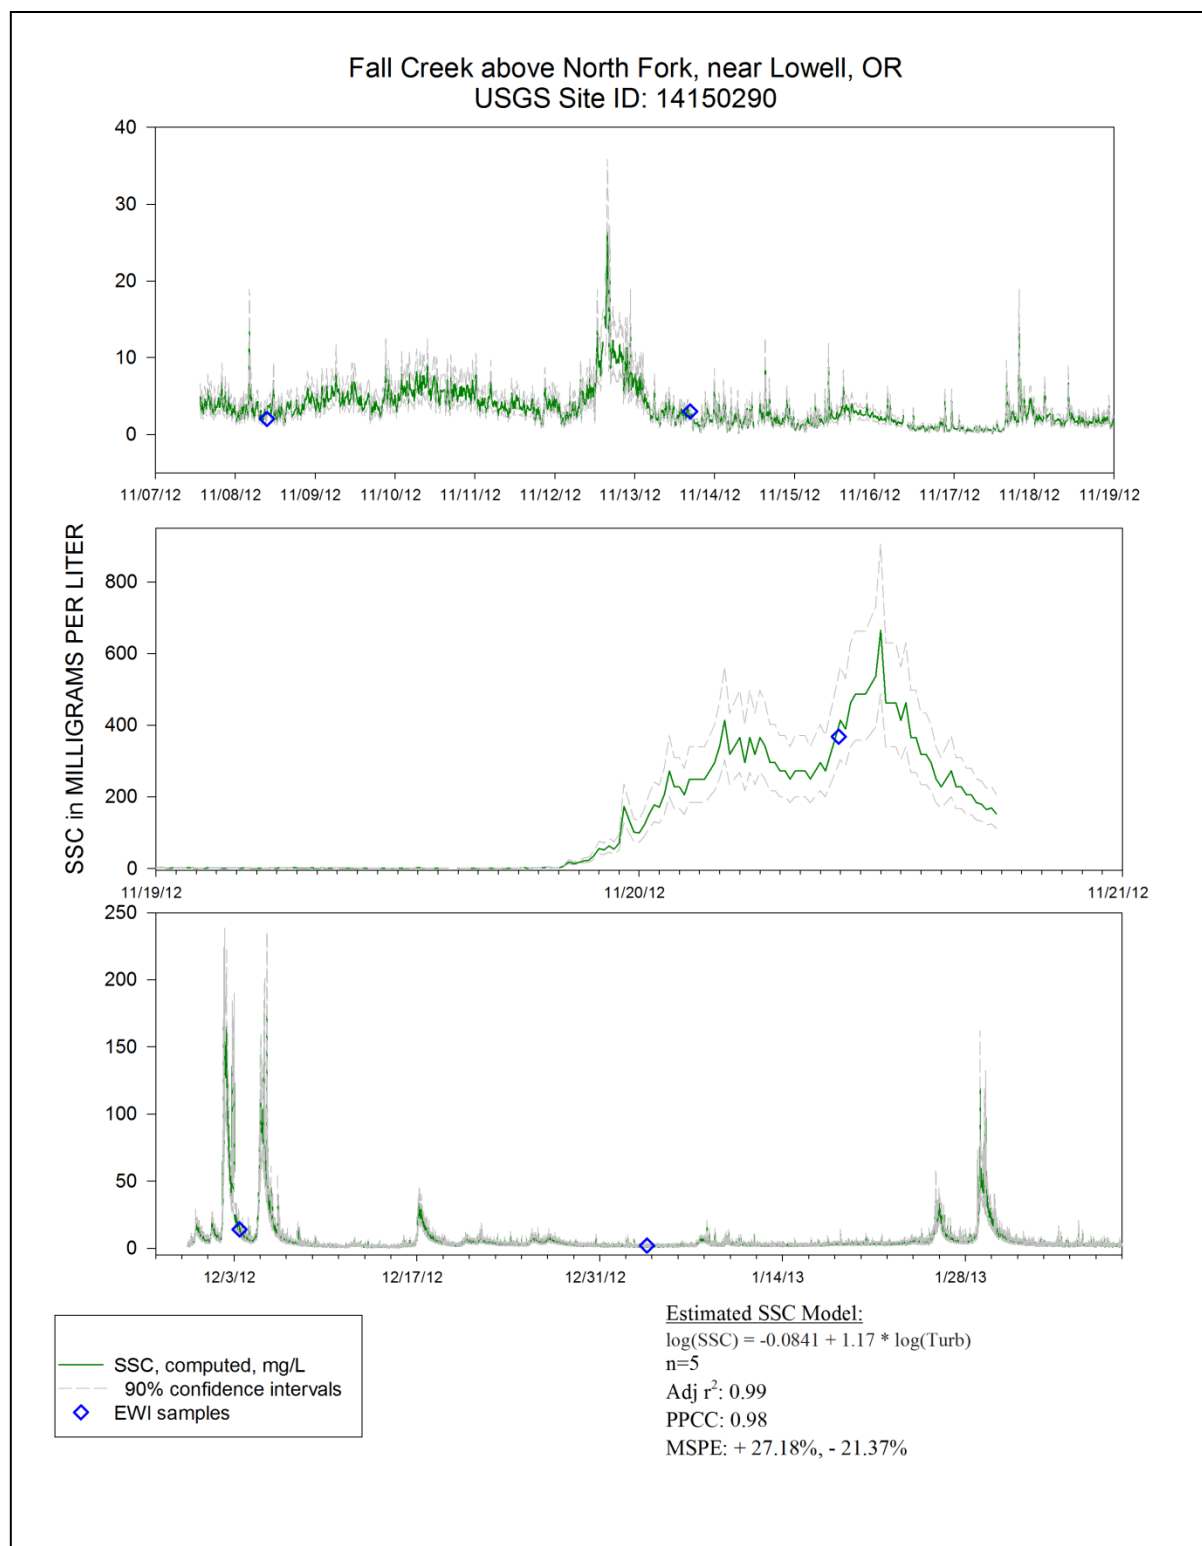 Fall Creek above North Fork, near Lowell, OR
USGS Site ID: 14150290
40
30
20
10
0
11/07/12 11/08/12 11/09/12 11/10/12 11/11/12 11/12/12 11/13/12 11/14/12 11/15/12 11/16/12 11/17/12 11/18/12 11/19/12
SSC in MILLIGRAMS PER LITER
800
600
400
200
0
11/19/12 11/20/12 11/21/12
250
200
150
100
50
0
12/3/12 12/17/12 12/31/12 1/14/13 1/28/13
SSC, computed, mg/L
90% confidence intervals
EWI samples
Estimated SSC Model:
log(SSC) = -0.0841 + 1.17 * log(Turb)
n=5
Adj r²: 0.99
PPCC: 0.98
MSPE: + 27.18%, - 21.37%